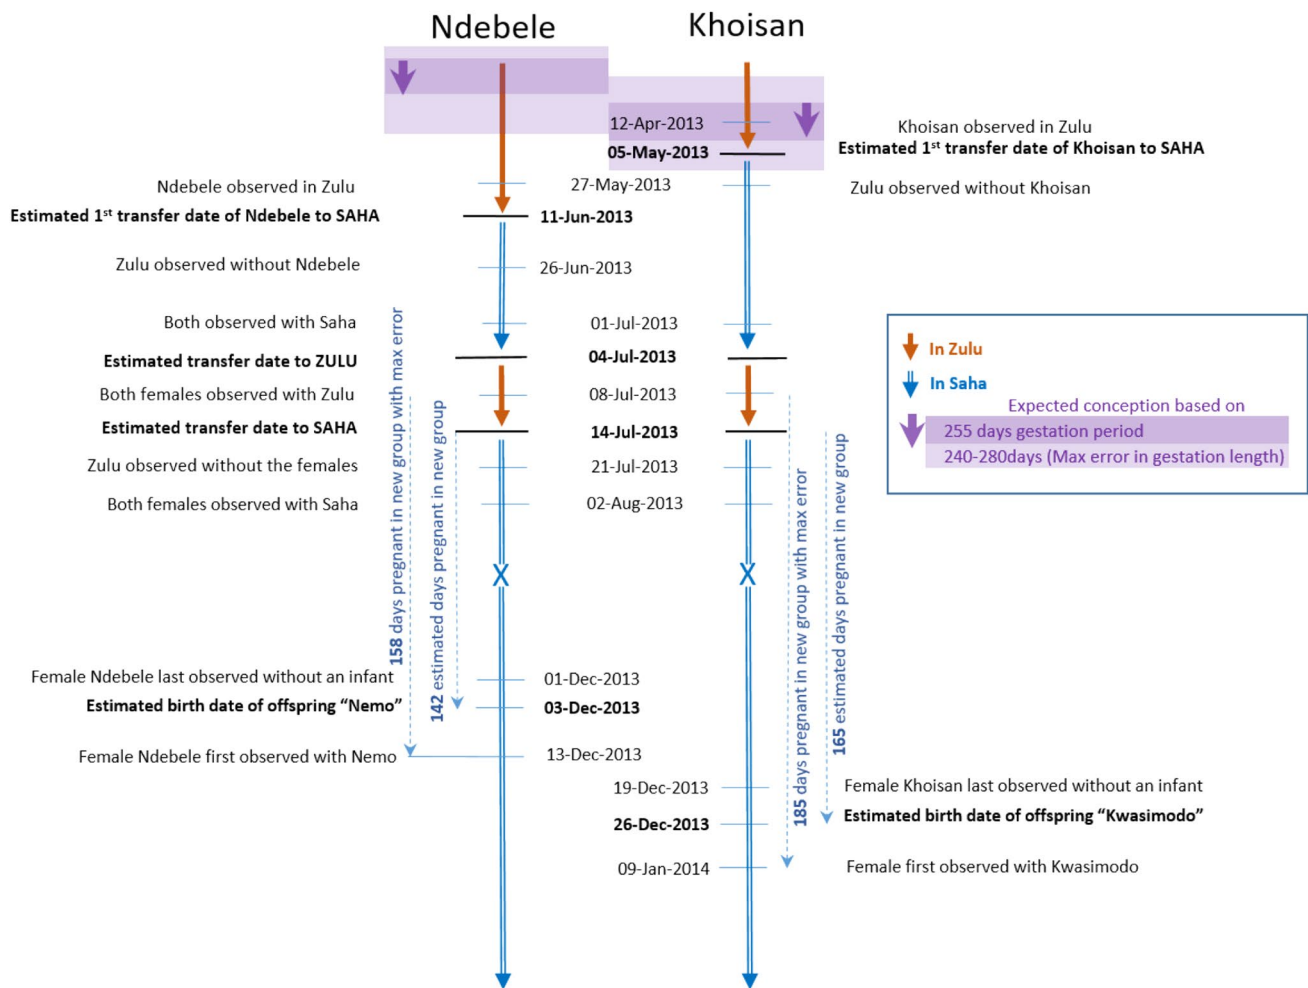 Ndebele
Khoisan
12-Apr-2013
Khoisan observed in Zulu
05-May-2013
Estimated 1st transfer date of Khoisan to SAHA
Ndebele observed in Zulu
27-May-2013
Zulu observed without Khoisan
Estimated 1st transfer date of Ndebele to SAHA
11-Jun-2013
Zulu observed without Ndebele
26-Jun-2013
Both observed with Saha
01-Jul-2013
Estimated transfer date to ZULU
04-Jul-2013
Both females observed with Zulu
08-Jul-2013
Estimated transfer date to SAHA
14-Jul-2013
Zulu observed without the females
21-Jul-2013
Both females observed with Saha
02-Aug-2013
X
X
158 days pregnant in new group with max error
142 estimated days pregnant in new group
185 days pregnant in new group with max error
165 estimated days pregnant in new group
Female Ndebele last observed without an infant
01-Dec-2013
Estimated birth date of offspring “Nemo”
03-Dec-2013
Female Ndebele first observed with Nemo
13-Dec-2013
19-Dec-2013
Female Khoisan last observed without an infant
26-Dec-2013
Estimated birth date of offspring “Kwasimodo”
09-Jan-2014
Female first observed with Kwasimodo
In Zulu
In Saha
Expected conception based on
255 days gestation period
240-280days (Max error in gestation length)